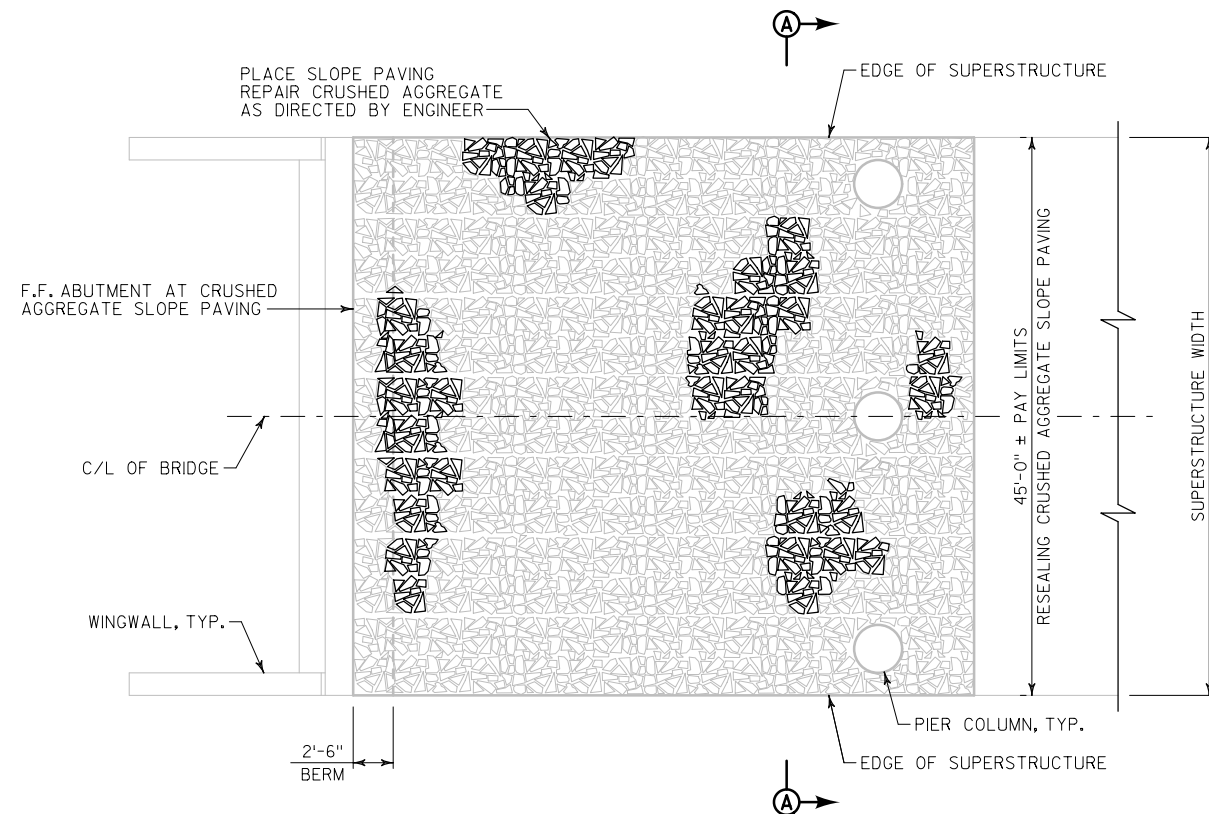 A
PLACE SLOPE PAVING
REPAIR CRUSHED AGGREGATE
AS DIRECTED BY ENGINEER
EDGE OF SUPERSTRUCTURE
F.F. ABUTMENT AT CRUSHED
AGGREGATE SLOPE PAVING
45'-0" ± PAY LIMITS
RESEALING CRUSHED AGGREGATE SLOPE PAVING
SUPERSTRUCTURE WIDTH
C/L OF BRIDGE
WINGWALL, TYP.
PIER COLUMN, TYP.
2'-6"
BERM
EDGE OF SUPERSTRUCTURE
A